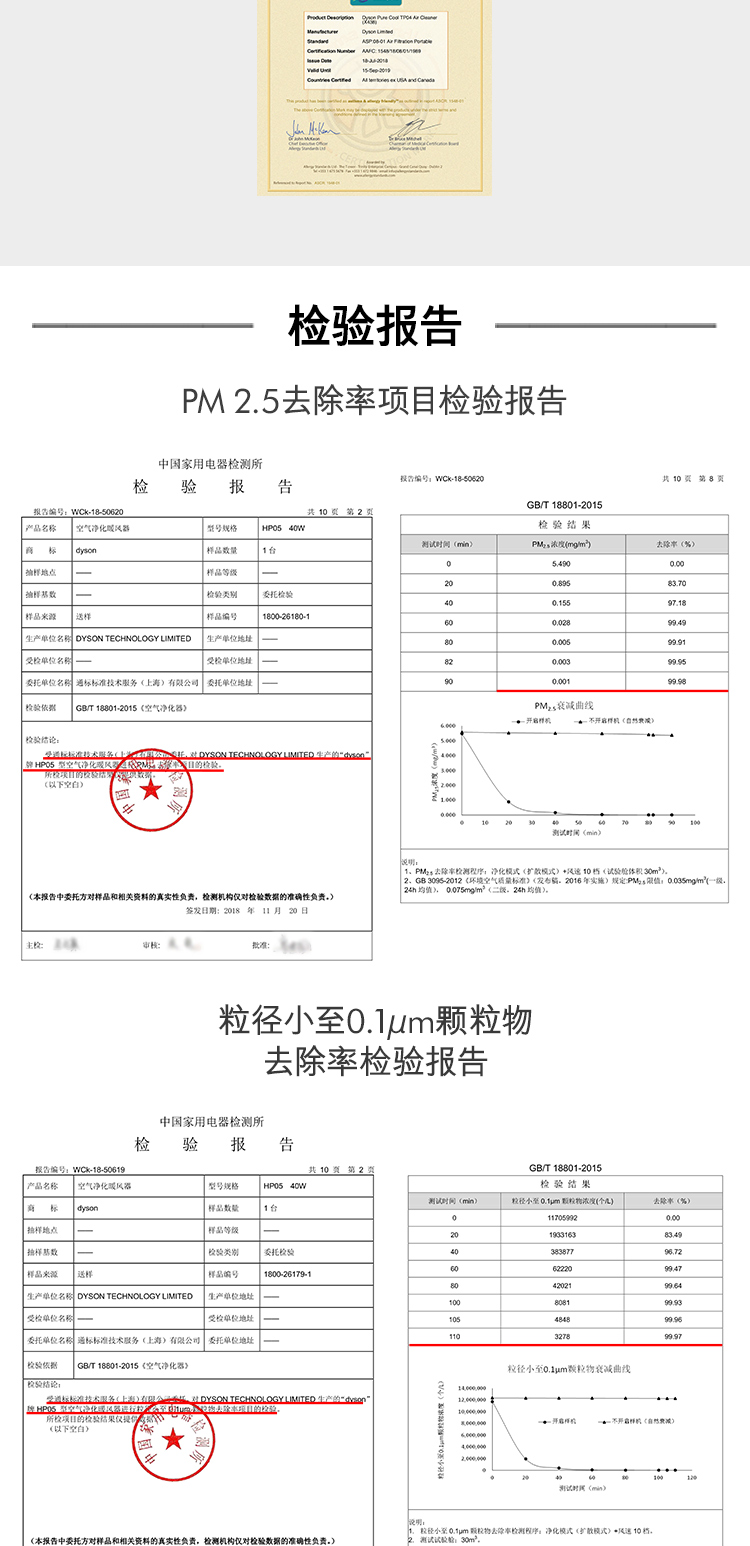 Product Description Dyson Pure Cool TP04 Air Cleaner
(X438)
Manufacturer Dyson Limited
Standard ASP:08-01 Air Filtration Portable
Certification Number
Issue Date 18-Jul-2018
Valid Until 15-Sep-2019
Countries Certified All territories ex USA and Canada
Dr John McKeon
Chief Executive Officer
Allergy Standards Ltd
Dr Bruce Mitchell
Chairman of Medical Certification Board
Allergy Standards Ltd
检验报告
PM 2.5去除率项目检验报告
中国家用电器检测所
检 验 报 告
报告编号: WCk-18-50620 共 10 页 第 2 页
产品名称 空气净化暖风器 型号规格 HP05 40W
商 标 dyson 样品数量 1 台
抽样地点 —— 样品等级 ——
抽样基数 —— 检验类别 委托检验
样品来源 送样 样品编号 1800-26180-1
生产单位名称 DYSON TECHNOLOGY LIMITED 生产单位地址 ——
受检单位名称 —— 受检单位地址 ——
委托单位名称 通标标准技术服务（上海）有限公司 委托单位地址 ——
检验依据 GB/T 18801-2015《空气净化器》
检验结论:
受通标标准技术服务(上海)有限公司委托, 对 DYSON TECHNOLOGY LIMITED 生产的“dyson”
牌 HP05 型空气净化暖风器进行PM2.5去除率项目的检验。
所检项目的检验结果仅提供数据。
（以下空白）
中国家用电器检测所
(本报告中委托方对样品和相关资料的真实性负责，检测机构仅对检验数据的准确性负责。)
签发日期: 2018 年 11 月 20 日
主检: 审核: 批准:
报告编号: WCk-18-50620 共 10 页 第 8 页
GB/T 18801-2015
检 验 结 果
测试时间（min） PM2.5浓度(mg/m³) 去除率（%）
0 5.490 0.00
20 0.895 83.70
40 0.155 97.18
60 0.028 99.49
80 0.005 99.91
82 0.003 99.95
90 0.001 99.98
PM2.5衰减曲线
开启样机 不开启样机（自然衰减）
PM2.5浓度（mg/m³）
6.000
5.000
4.000
3.000
2.000
1.000
0.000
0 10 20 30 40 50 60 70 80 90 100
测试时间（min）
说明:
1、PM2.5去除率检测程序: 净化模式（扩散模式）+风速 10 档（试验舱体积 30m³）。
2、GB 3095-2012《环境空气质量标准》（发布稿，2016 年实施）规定:PM2.5限值: 0.035mg/m³(一级,
24h 均值), 0.075mg/m³（二级, 24h 均值）。
粒径小至0.1μm颗粒物
去除率检验报告
中国家用电器检测所
检 验 报 告
报告编号: WCk-18-50619 共 10 页 第 2 页
产品名称 空气净化暖风器 型号规格 HP05 40W
商 标 dyson 样品数量 1 台
抽样地点 —— 样品等级 ——
抽样基数 —— 检验类别 委托检验
样品来源 送样 样品编号 1800-26179-1
生产单位名称 DYSON TECHNOLOGY LIMITED 生产单位地址 ——
受检单位名称 —— 受检单位地址 ——
委托单位名称 通标标准技术服务（上海）有限公司 委托单位地址 ——
检验依据 GB/T 18801-2015《空气净化器》
检验结论:
受通标标准技术服务(上海)有限公司委托, 对 DYSON TECHNOLOGY LIMITED 生产的“dyson”
牌 HP05 型空气净化暖风器进行粒径小至 0.1μm 颗粒物去除率项目的检验。
所检项目的检验结果仅提供数据。
（以下空白）
中国家用电器检测所
(本报告中委托方对样品和相关资料的真实性负责，检测机构仅对检验数据的准确性负责。)
GB/T 18801-2015
检 验 结 果
测试时间（min） 粒径小至 0.1μm 颗粒物浓度(个/L) 去除率（%）
0 11705992 0.00
20 1933163 83.49
40 383877 96.72
60 62220 99.47
80 42021 99.64
100 8081 99.93
105 4848 99.96
110 3278 99.97
粒径小至0.1μm颗粒物衰减曲线
粒径小至0.1μm颗粒物浓度（个/L）
14,000,000
12,000,000
10,000,000
8,000,000
6,000,000
4,000,000
2,000,000
0
开启样机 不开启样机（自然衰减）
0 20 40 60 80 100 120
测试时间（min）
说明:
1. 粒径小至 0.1μm 颗粒物去除率检测程序: 净化模式（扩散模式）+风速 10 档。
2. 测试试验舱: 30m³。